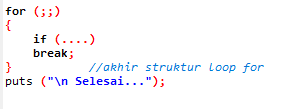 for (;;)
{
if (....)
break;
} //akhir struktur loop for
puts ("\n Selesai...");